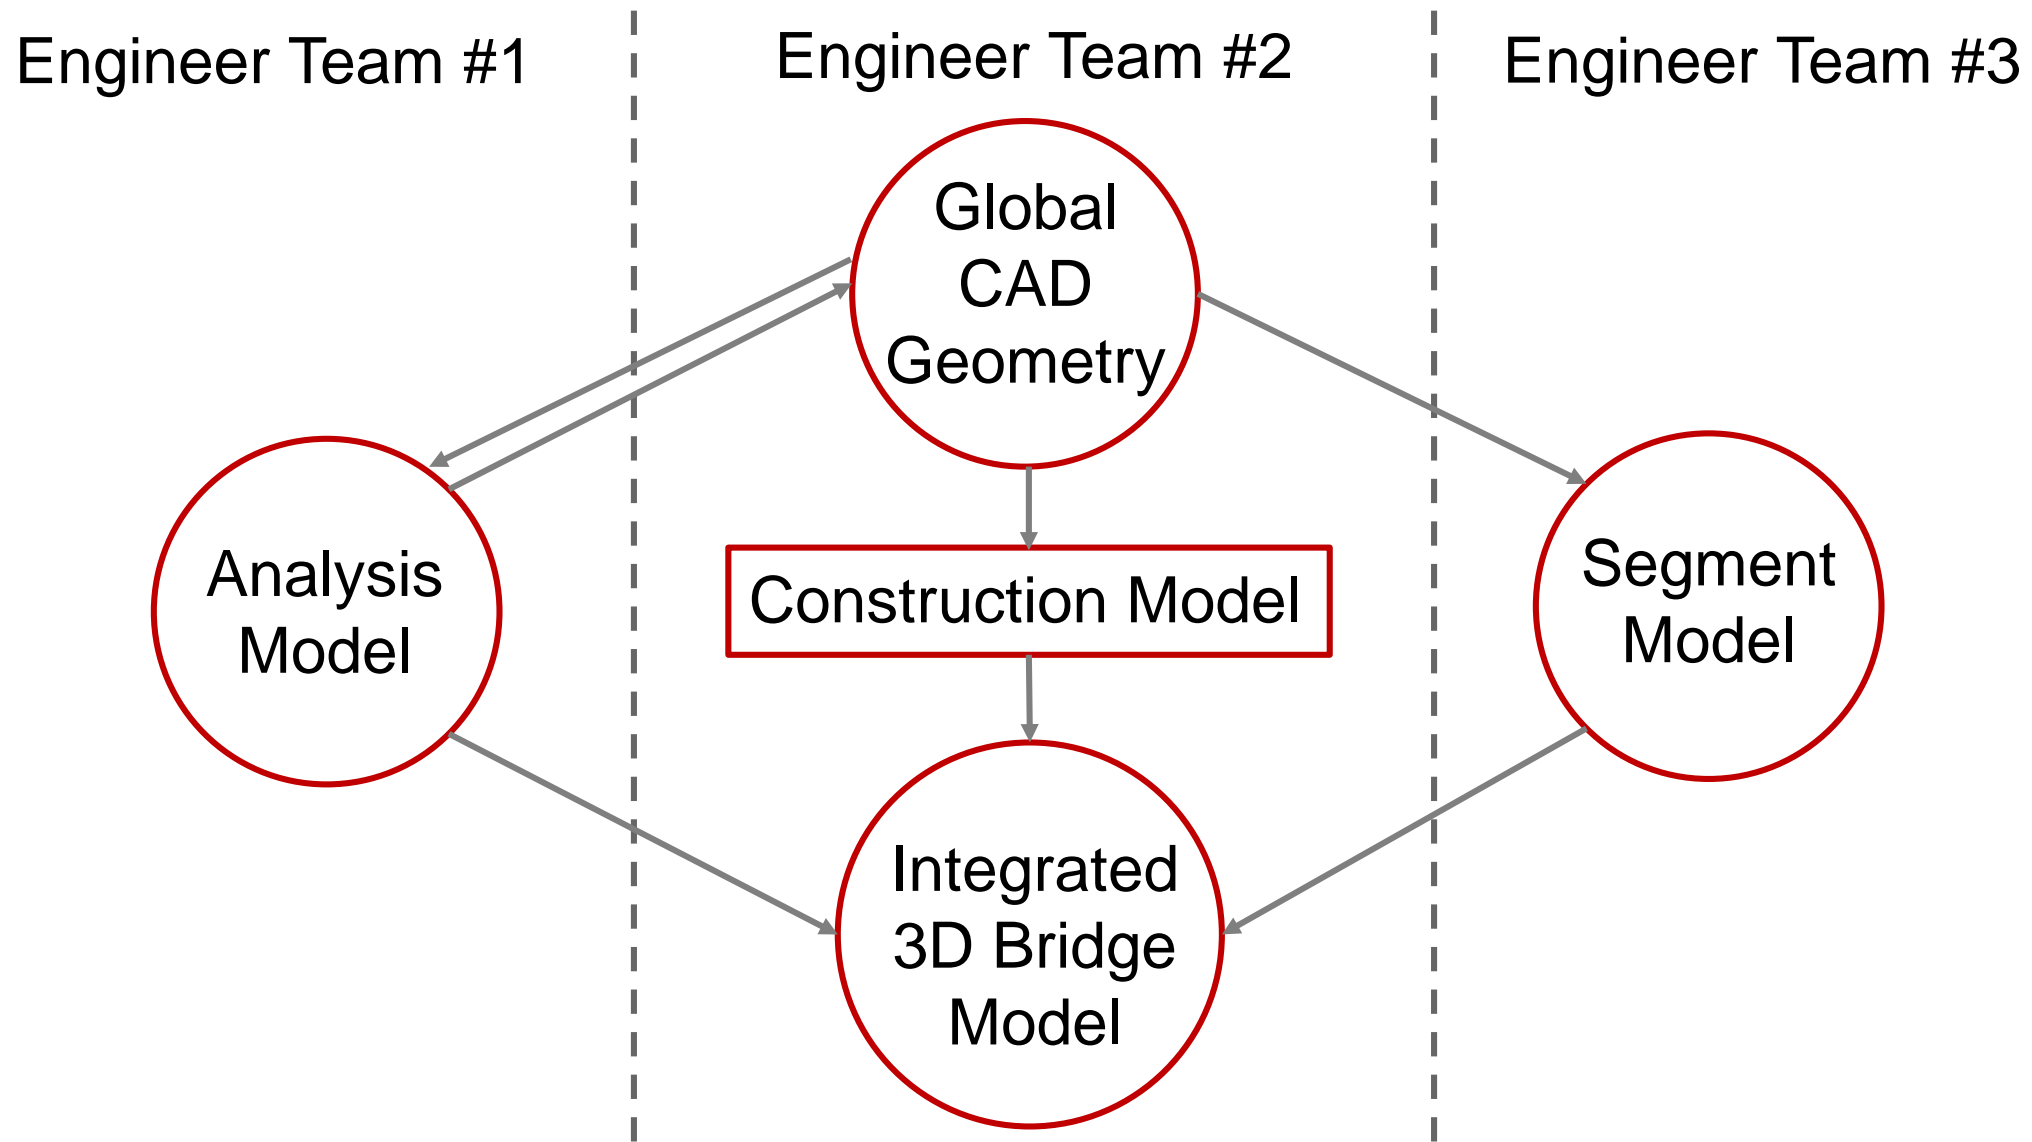 Engineer Team #1
Engineer Team #2
Engineer Team #3
Global
CAD
Geometry
Analysis
Model
Construction Model
Segment
Model
Integrated
3D Bridge
Model